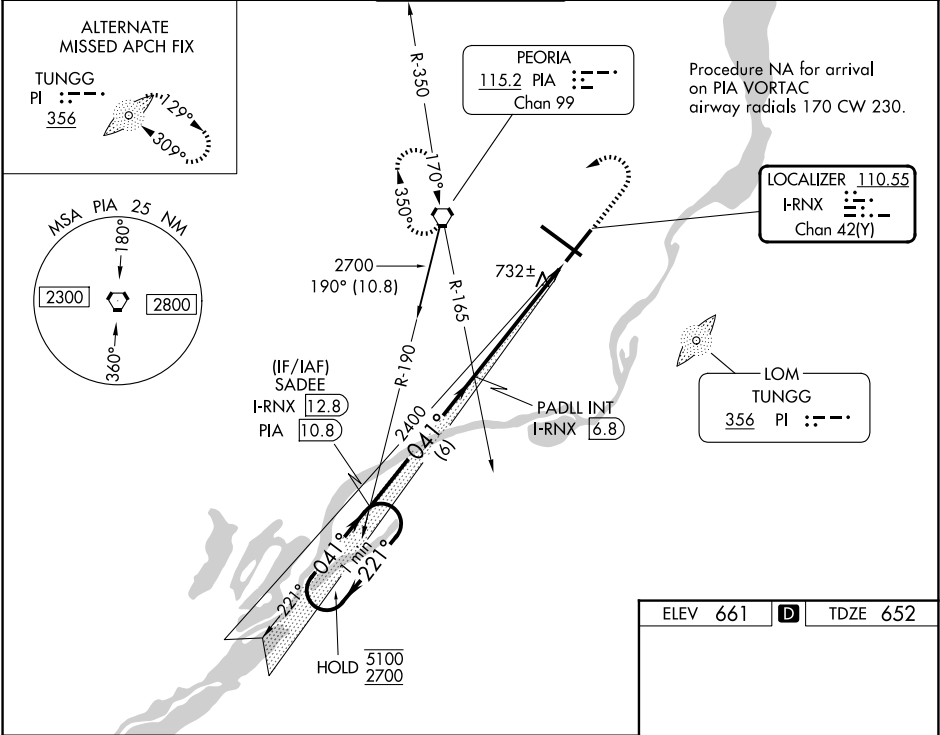 ALTERNATE
MISSED APCH FIX
TUNGG
PI
356
129°
309°
MSA PIA 25 NM
180°
2300
2800
360°
R-350
PEORIA
115.2 PIA
Chan 99
Procedure NA for arrival
on PIA VORTAC
airway radials 170 CW 230.
LOCALIZER 110.55
I-RNX
Chan 42(Y)
170°
350°
2700
190° (10.8)
R-165
732±
R-190
(IF/IAF)
SADEE
I-RNX 12.8
PIA 10.8
2400
041°
(6)
PADLL INT
I-RNX 6.8
LOM
TUNGG
356 PI
041°
1 min
221°
221°
HOLD 5100
2700
ELEV 661 D TDZE 652